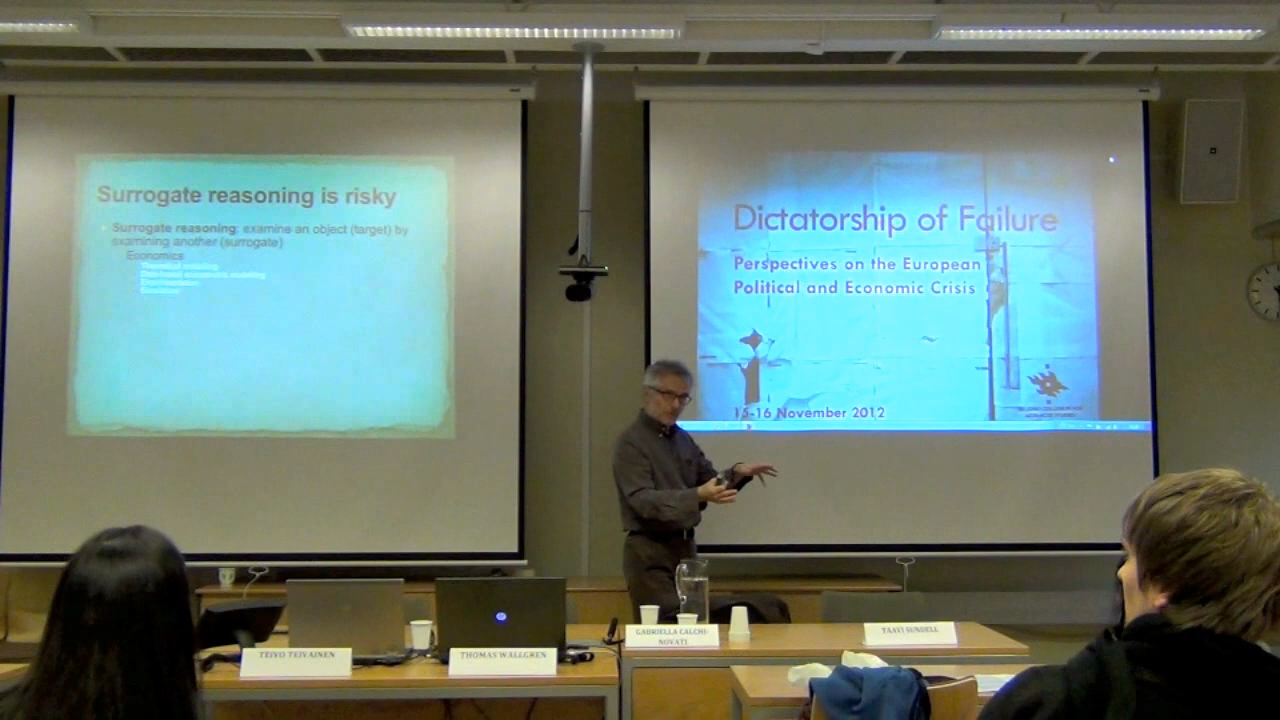 Surrogate reasoning is risky
Surrogate reasoning: examine an object (target) by
examining another (surrogate)
Economics
Dictatorship of Failure
Perspectives on the European
Political and Economic Crisis
15-16 November 2012
TEIVO TEIVAINEN
THOMAS WALLGREN
GABRIELLA CALCHI-
NOVATI
TAAVI SUNDELL